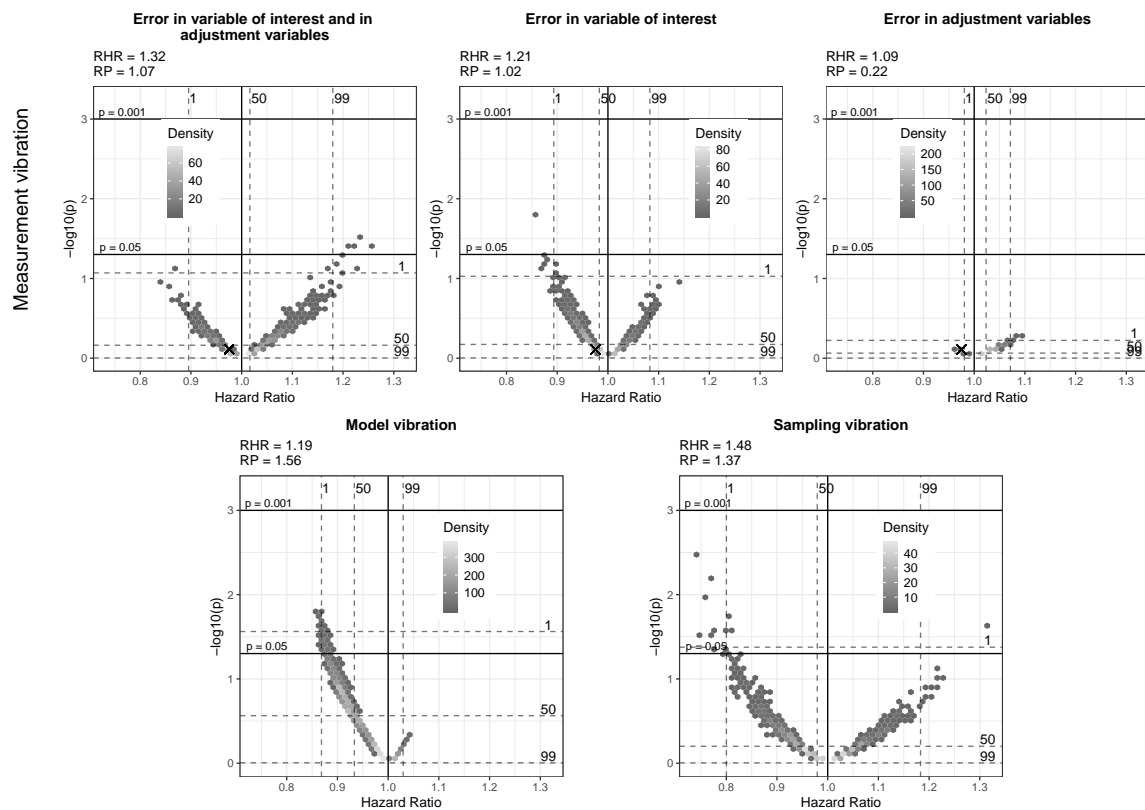 Error in variable of interest and in
adjustment variables
Error in variable of interest
Error in adjustment variables
RHR = 1.32
RP = 1.07
RHR = 1.21
RP = 1.02
RHR = 1.09
RP = 0.22
Measurement vibration
1
50
99
p = 0.001
Density
60
40
20
p = 0.05
1
50
99
3
2
1
0
−log10(p)
0.8 0.9 1.0 1.1 1.2 1.3
Hazard Ratio
1
50
99
p = 0.001
Density
80
60
40
20
p = 0.05
1
50
99
3
2
1
0
−log10(p)
0.8 0.9 1.0 1.1 1.2 1.3
Hazard Ratio
1
50
99
p = 0.001
Density
200
150
100
50
p = 0.05
1
50
99
3
2
1
0
−log10(p)
0.8 0.9 1.0 1.1 1.2 1.3
Hazard Ratio
Model vibration
RHR = 1.19
RP = 1.56
1
50
99
p = 0.001
Density
300
200
100
p = 0.05
1
50
99
3
2
1
0
−log10(p)
0.8 0.9 1.0 1.1 1.2 1.3
Hazard Ratio
Sampling vibration
RHR = 1.48
RP = 1.37
1
50
99
p = 0.001
Density
40
30
20
10
p = 0.05
1
50
99
3
2
1
0
−log10(p)
0.8 0.9 1.0 1.1 1.2 1.3
Hazard Ratio